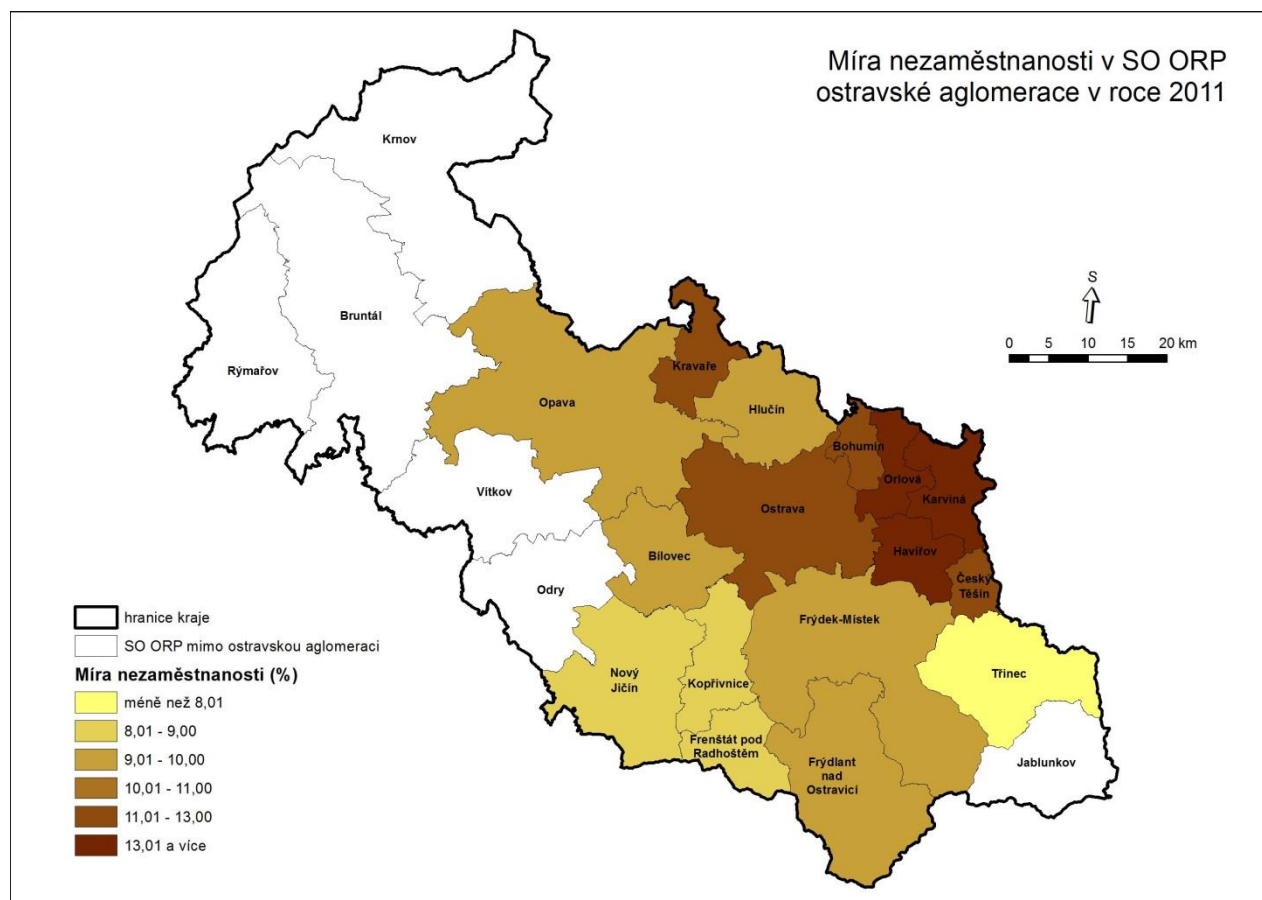 Míra nezaměstnanosti v SO ORP
ostravské aglomerace v roce 2011
Krnov
Bruntál
Rýmařov
S
0 5 10 15 20 km
Kravaře
Opava
Hlučín
Bohumín
Orlová
Karviná
Vítkov
Ostrava
Havířov
Bílovec
Český
Těšín
Odry
Frýdek-Místek
Nový
Jičín
Kopřivnice
Třinec
Frenštát pod
Radhoštěm
Frýdlant
nad
Ostravicí
Jablunkov
hranice kraje
SO ORP mimo ostravskou aglomeraci
Míra nezaměstnanosti (%)
méně než 8,01
8,01 - 9,00
9,01 - 10,00
10,01 - 11,00
11,01 - 13,00
13,01 a více